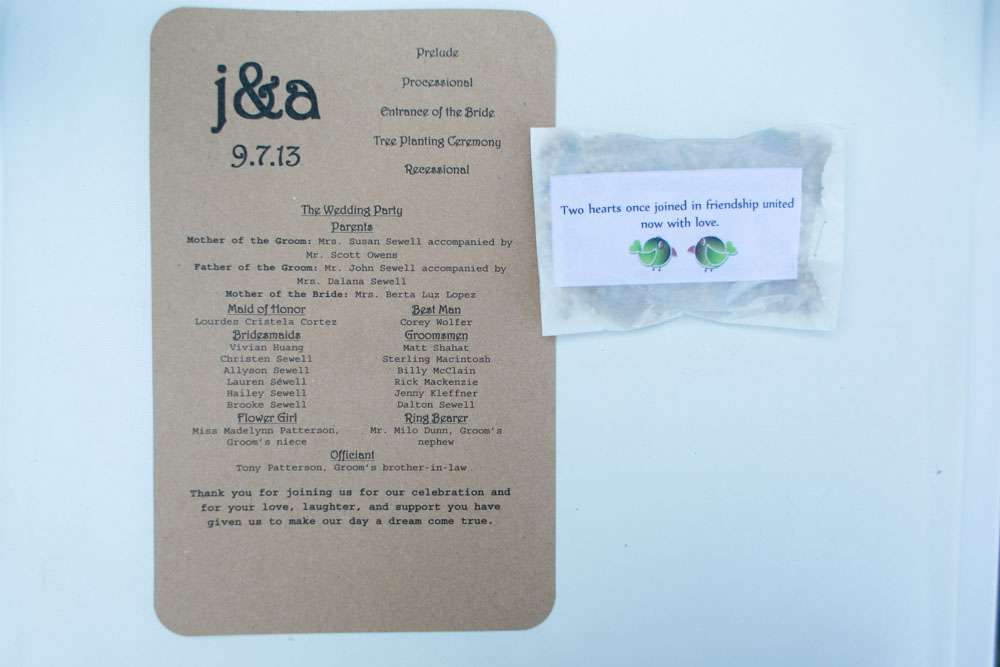 j&a
9.7.13
Prelude
Processional
Entrance of the Bride
Tree Planting Ceremony
Recessional
The Wedding Party
Parents
Mother of the Groom: Mrs. Susan Sewell accompanied by
Mr. Scott Owens
Father of the Groom: Mr. John Sewell accompanied by
Mrs. Dalana Sewell
Mother of the Bride: Mrs. Berta Luz Lopez
Maid of Honor
Lourdes Cristela Cortez
Bridesmaids
Vivian Huang
Christen Sewell
Allyson Sewell
Lauren Sewell
Hailey Sewell
Brooke Sewell
Flower Girl
Miss Madelynn Patterson,
Groom's niece
Best Man
Corey Wolfer
Groomsmen
Matt Shahat
Sterling Macintosh
Billy McClain
Rick Mackenzie
Jenny Kleffner
Dalton Sewell
Ring Bearer
Mr. Milo Dunn, Groom's
nephew
Officiant
Tony Patterson, Groom's brother-in-law
Thank you for joining us for our celebration and
for your love, laughter, and support you have
given us to make our day a dream come true.
Two hearts once joined in friendship united
now with love.